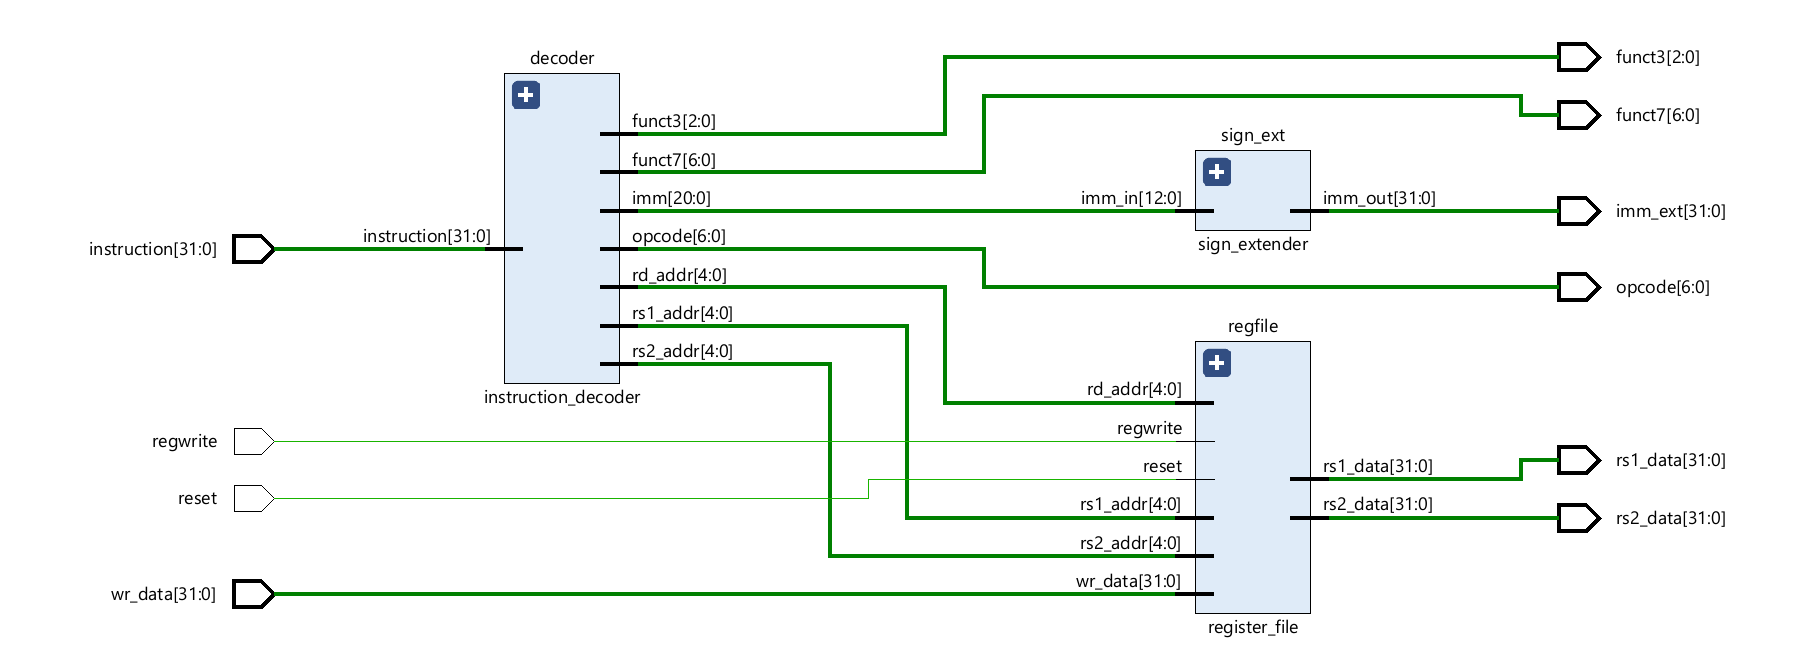 decoder
funct3[2:0]
funct7[6:0]
imm[20:0]
opcode[6:0]
rd_addr[4:0]
rs1_addr[4:0]
rs2_addr[4:0]
instruction[31:0]
instruction[31:0]
instruction_decoder
regwrite
reset
wr_data[31:0]
sign_ext
imm_in[12:0]
imm_out[31:0]
sign_extender
regfile
rd_addr[4:0]
regwrite
reset
rs1_addr[4:0]
rs2_addr[4:0]
wr_data[31:0]
rs1_data[31:0]
rs2_data[31:0]
register_file
funct3[2:0]
funct7[6:0]
imm_ext[31:0]
opcode[6:0]
rs1_data[31:0]
rs2_data[31:0]